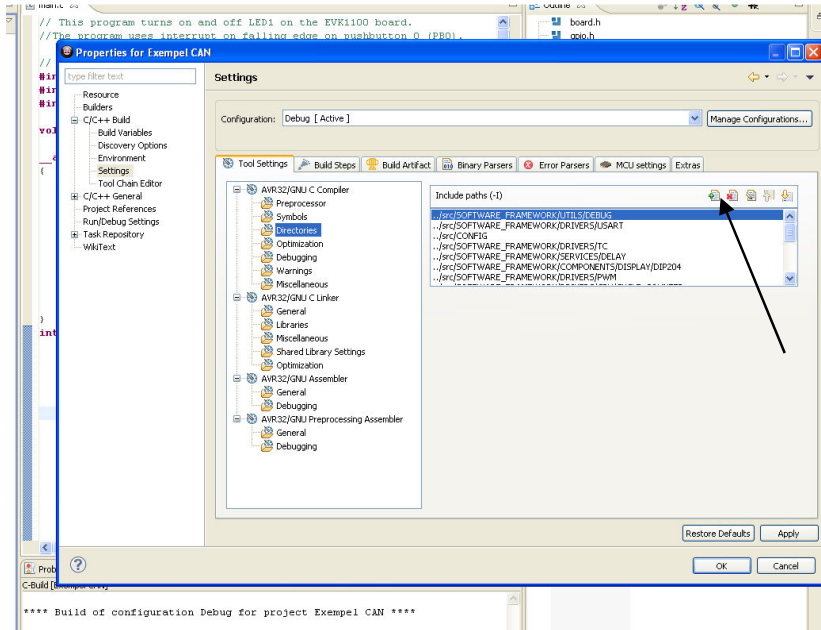 main.c
Outline
// This program turns on and off LED1 on the EVK1100 board.
//The program uses interrupt on falling edge on pushbutton 0 (PB0).
board.h
gpio.h
Properties for Exempel CAN
//
#in
#in
#in
vol
{
}
int
type filter text
Resource
Builders
C/C++ Build
Build Variables
Discovery Options
Environment
Settings
Tool Chain Editor
C/C++ General
Project References
Run/Debug Settings
Task Repository
WikiText
Settings
Configuration: Debug [ Active ] Manage Configurations...
Tool Settings Build Steps Build Artifact Binary Parsers Error Parsers MCU settings Extras
AVR32/GNU C Compiler
Preprocessor
Symbols
Directories
Optimization
Debugging
Warnings
Miscellaneous
AVR32/GNU C Linker
General
Libraries
Miscellaneous
Shared Library Settings
Optimization
AVR32/GNU Assembler
General
Debugging
AVR32/GNU Preprocessing Assembler
General
Debugging
Include paths (-I)
../src/SOFTWARE_FRAMEWORK/UTILS/DEBUG
../src/SOFTWARE_FRAMEWORK/DRIVERS/USART
../src/CONFIG
../src/SOFTWARE_FRAMEWORK/DRIVERS/TC
../src/SOFTWARE_FRAMEWORK/SERVICES/DELAY
../src/SOFTWARE_FRAMEWORK/COMPONENTS/DISPLAY/DIP204
../src/SOFTWARE_FRAMEWORK/DRIVERS/PWM
Restore Defaults Apply
OK Cancel
Prob
C-Build
**** Build of configuration Debug for project Exempel CAN ****